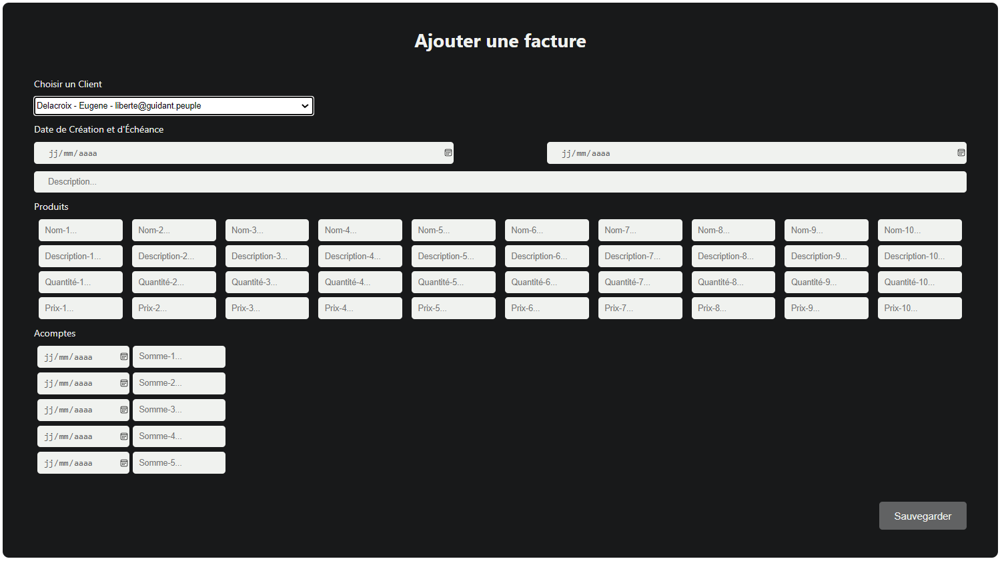 Ajouter une facture
Choisir un Client
Delacroix - Eugene - liberte@guidant.peuple
Date de Création et d'Échéance
jj/mm/aaaa jj/mm/aaaa
Description...
Produits
Nom-1... Nom-2... Nom-3... Nom-4... Nom-5... Nom-6... Nom-7... Nom-8... Nom-9... Nom-10...
Description-1... Description-2... Description-3... Description-4... Description-5... Description-6... Description-7... Description-8... Description-9... Description-10...
Quantité-1... Quantité-2... Quantité-3... Quantité-4... Quantité-5... Quantité-6... Quantité-7... Quantité-8... Quantité-9... Quantité-10...
Prix-1... Prix-2... Prix-3... Prix-4... Prix-5... Prix-6... Prix-7... Prix-8... Prix-9... Prix-10...
Acomptes
jj/mm/aaaa Somme-1...
jj/mm/aaaa Somme-2...
jj/mm/aaaa Somme-3...
jj/mm/aaaa Somme-4...
jj/mm/aaaa Somme-5...
Sauvegarder